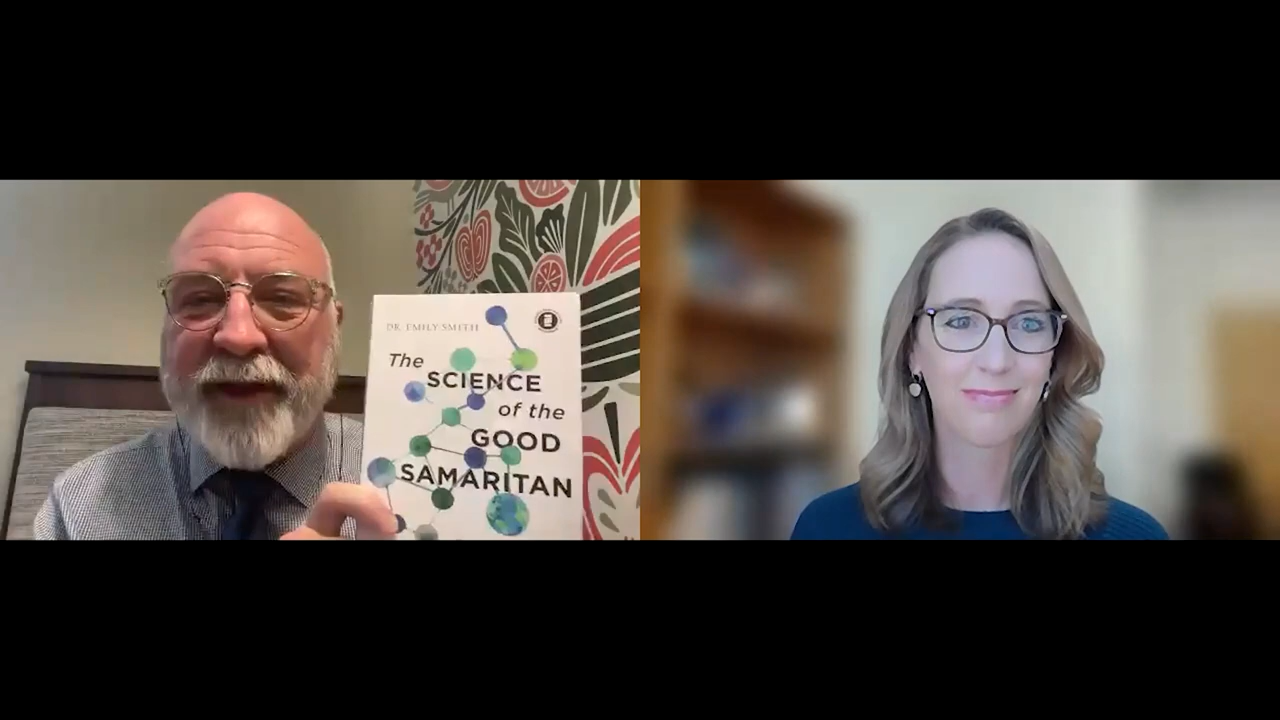 DR. EMILY SMITH
The
SCIENCE
of the
GOOD
SAMARITAN